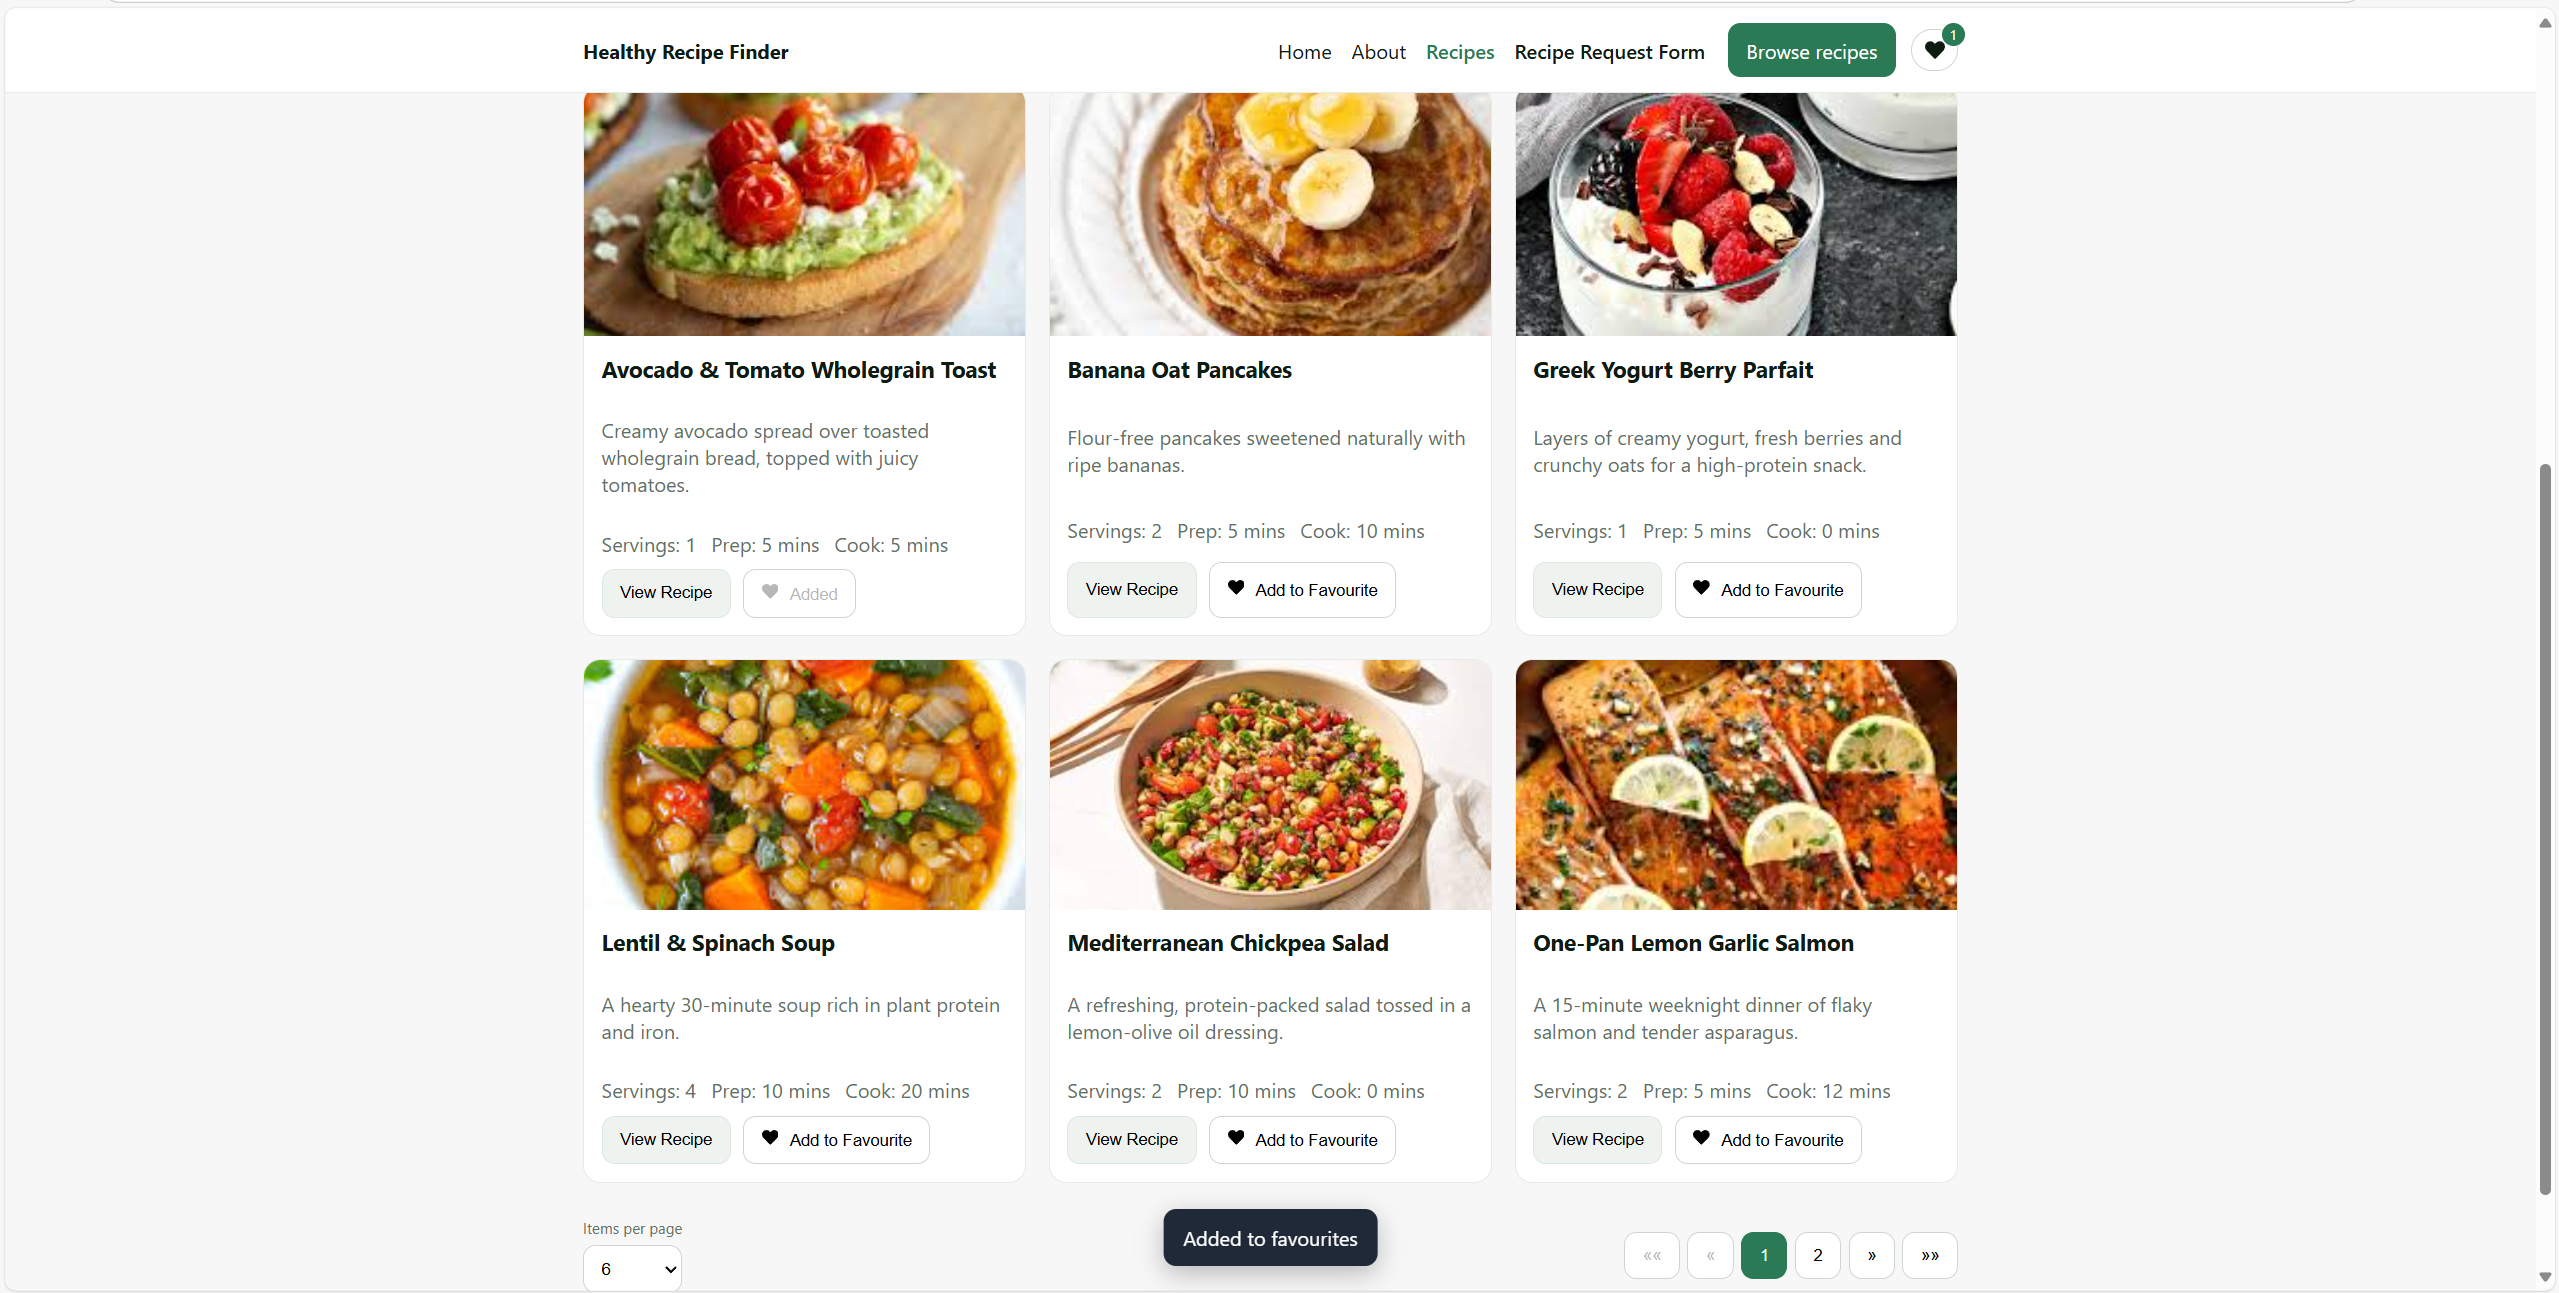 Healthy Recipe Finder
Home About Recipes Recipe Request Form Browse recipes 1
Avocado & Tomato Wholegrain Toast
Creamy avocado spread over toasted
wholegrain bread, topped with juicy
tomatoes.
Servings: 1 Prep: 5 mins Cook: 5 mins
View Recipe Added
Banana Oat Pancakes
Flour-free pancakes sweetened naturally with
ripe bananas.
Servings: 2 Prep: 5 mins Cook: 10 mins
View Recipe Add to Favourite
Greek Yogurt Berry Parfait
Layers of creamy yogurt, fresh berries and
crunchy oats for a high-protein snack.
Servings: 1 Prep: 5 mins Cook: 0 mins
View Recipe Add to Favourite
Lentil & Spinach Soup
A hearty 30-minute soup rich in plant protein
and iron.
Servings: 4 Prep: 10 mins Cook: 20 mins
View Recipe Add to Favourite
Mediterranean Chickpea Salad
A refreshing, protein-packed salad tossed in a
lemon-olive oil dressing.
Servings: 2 Prep: 10 mins Cook: 0 mins
View Recipe Add to Favourite
One-Pan Lemon Garlic Salmon
A 15-minute weeknight dinner of flaky
salmon and tender asparagus.
Servings: 2 Prep: 5 mins Cook: 12 mins
View Recipe Add to Favourite
Items per page
6
Added to favourites
«« « 1 2 » »»